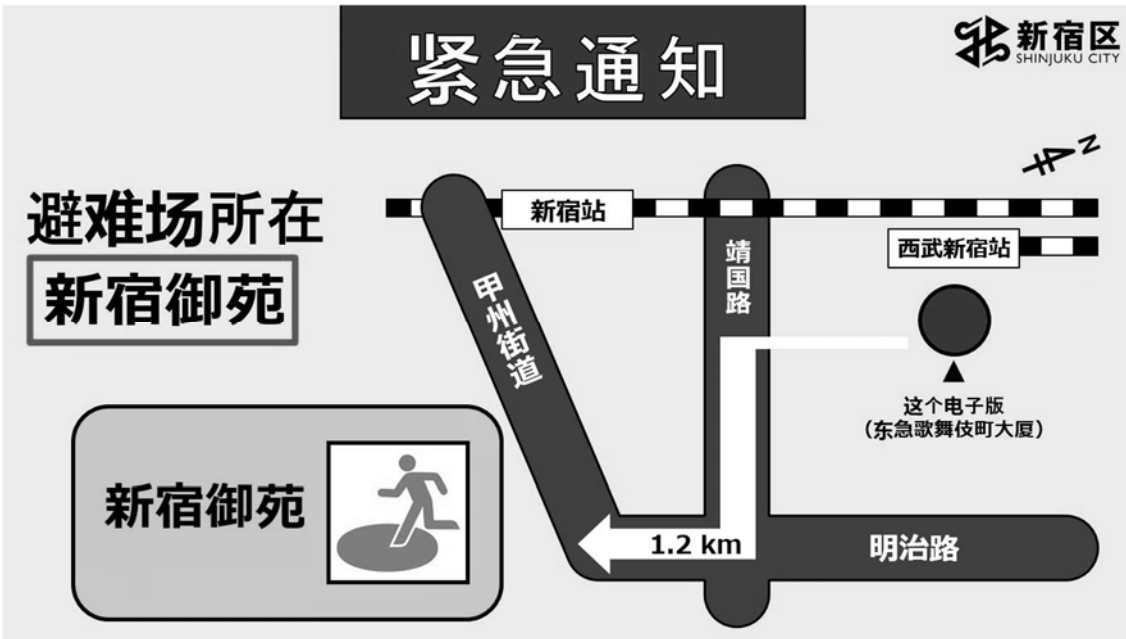 紧急通知
新宿区
SHINJUKU CITY
N
避难场所在
新宿御苑
新宿站
西武新宿站
靖国路
甲州街道
这个电子版
（东急歌舞伎町大厦）
新宿御苑
1.2 km
明治路